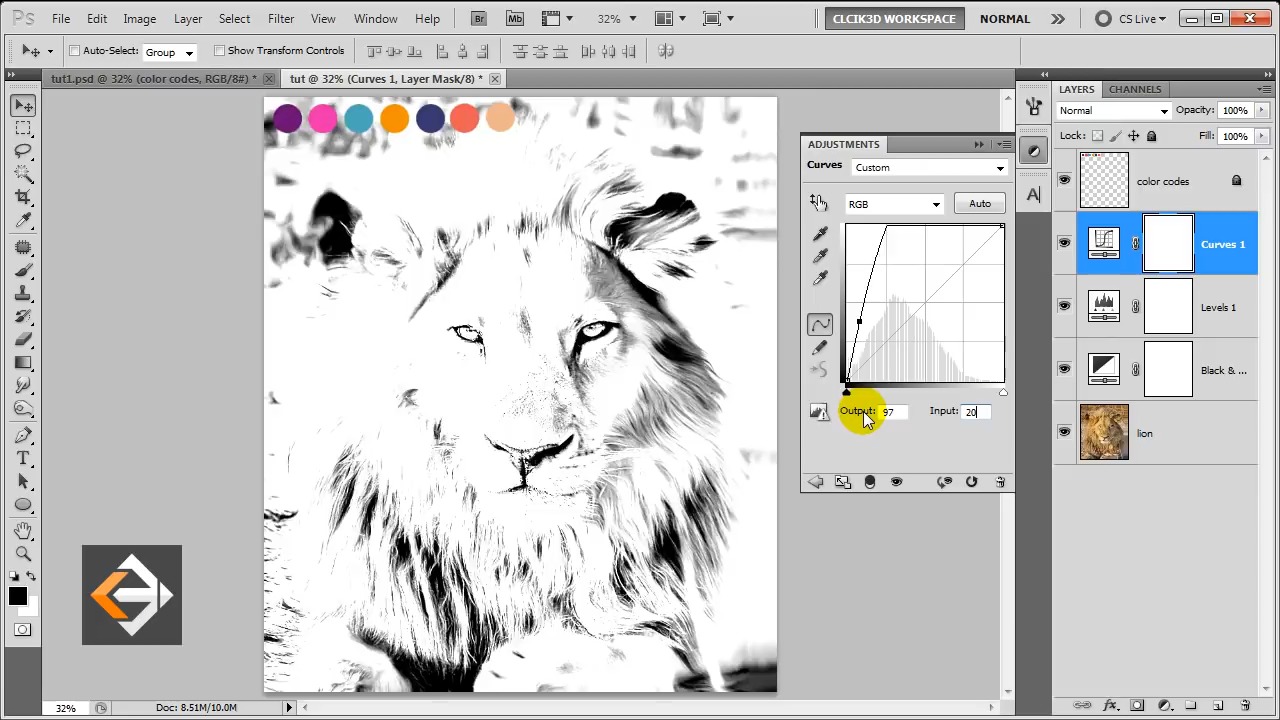 Ps File Edit Image Layer Select Filter View Window Help Br Mb 32% CLCIK3D WORKSPACE NORMAL CS Live
Auto-Select: Group Show Transform Controls
tut1.psd @ 32% (color codes, RGB/8#) * tut @ 32% (Curves 1, Layer Mask/8) *
ADJUSTMENTS
Curves Custom
RGB Auto
Output: 97 Input: 20
LAYERS CHANNELS
Normal Opacity: 100%
Lock: Fill: 100%
color codes
Curves 1
Levels 1
Black & ...
lion
32% Doc: 8.51M/10.0M